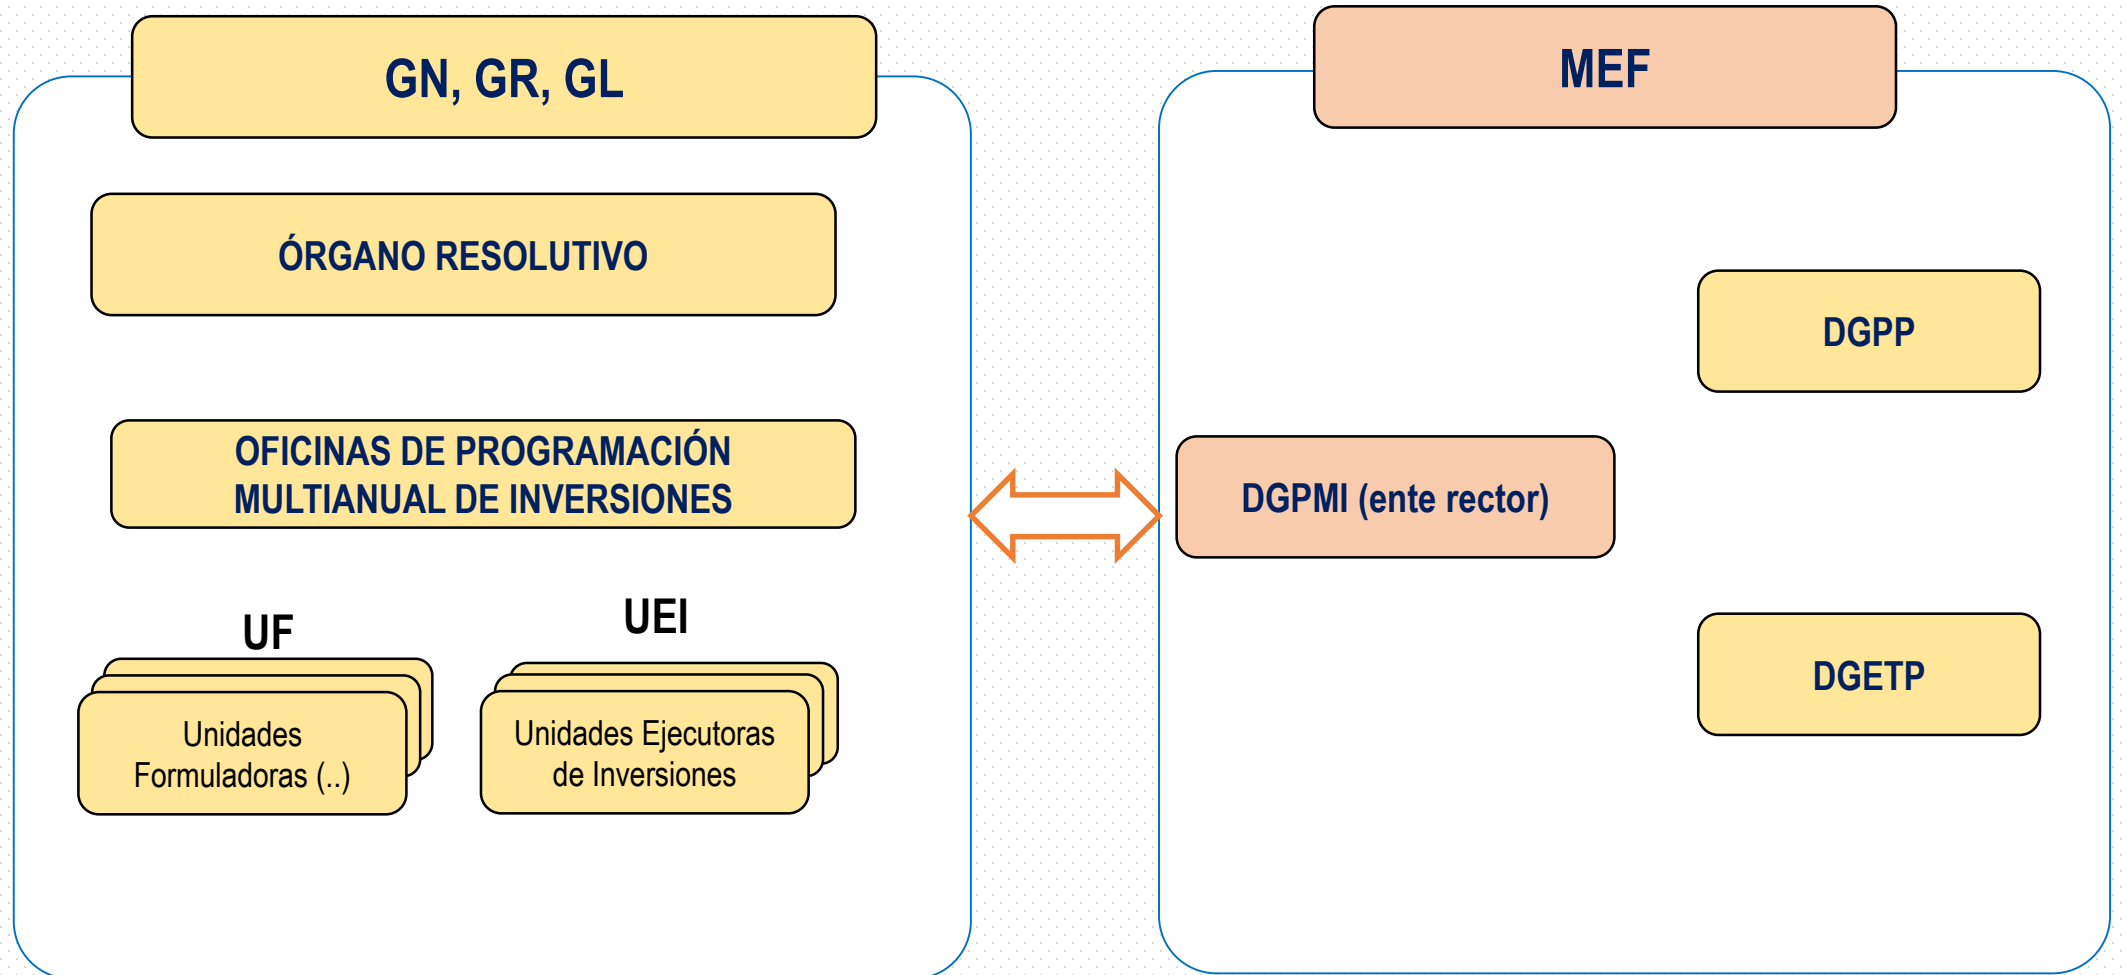 GN, GR, GL
ÓRGANO RESOLUTIVO
OFICINAS DE PROGRAMACIÓN
MULTIANUAL DE INVERSIONES
UF
Unidades
Formuladoras (..)
UEI
Unidades Ejecutoras
de Inversiones
MEF
DGPP
DGPMI (ente rector)
DGETP